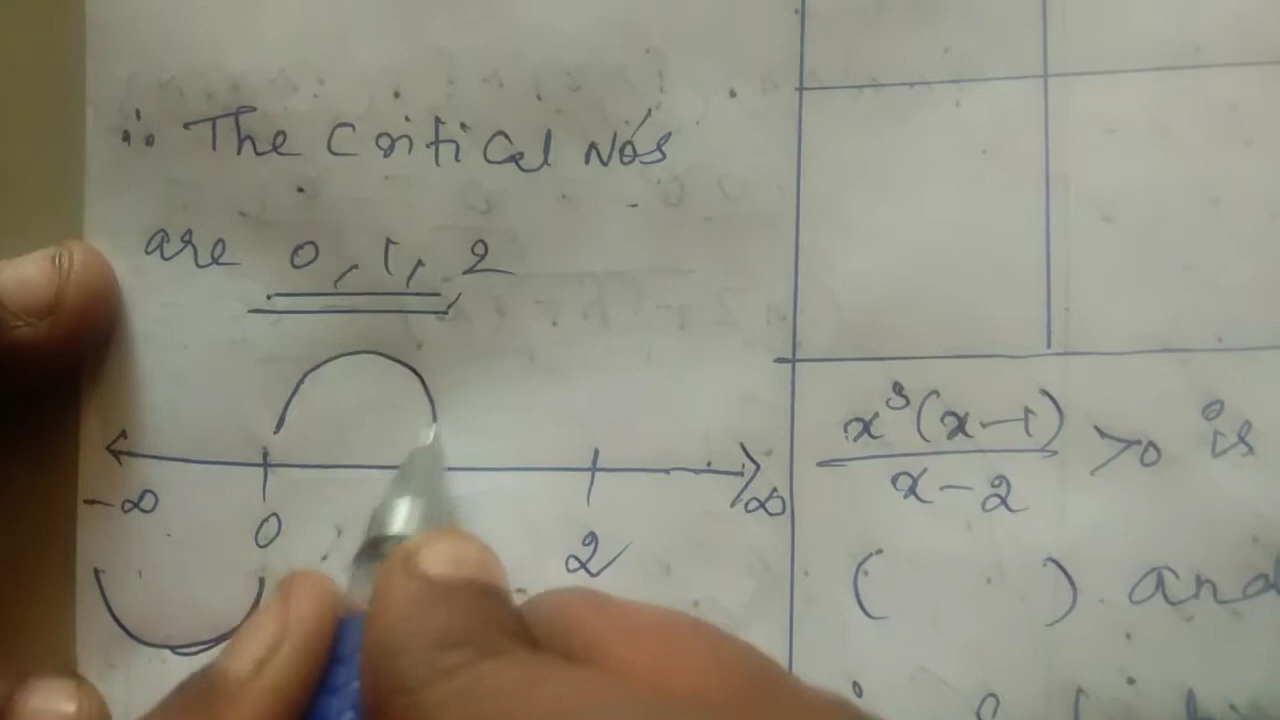 ∴ The Critical Nos
are 0, 1, 2
-∞ 0 2 ∞
x³(x-1) / x-2 >0 is
( ) and